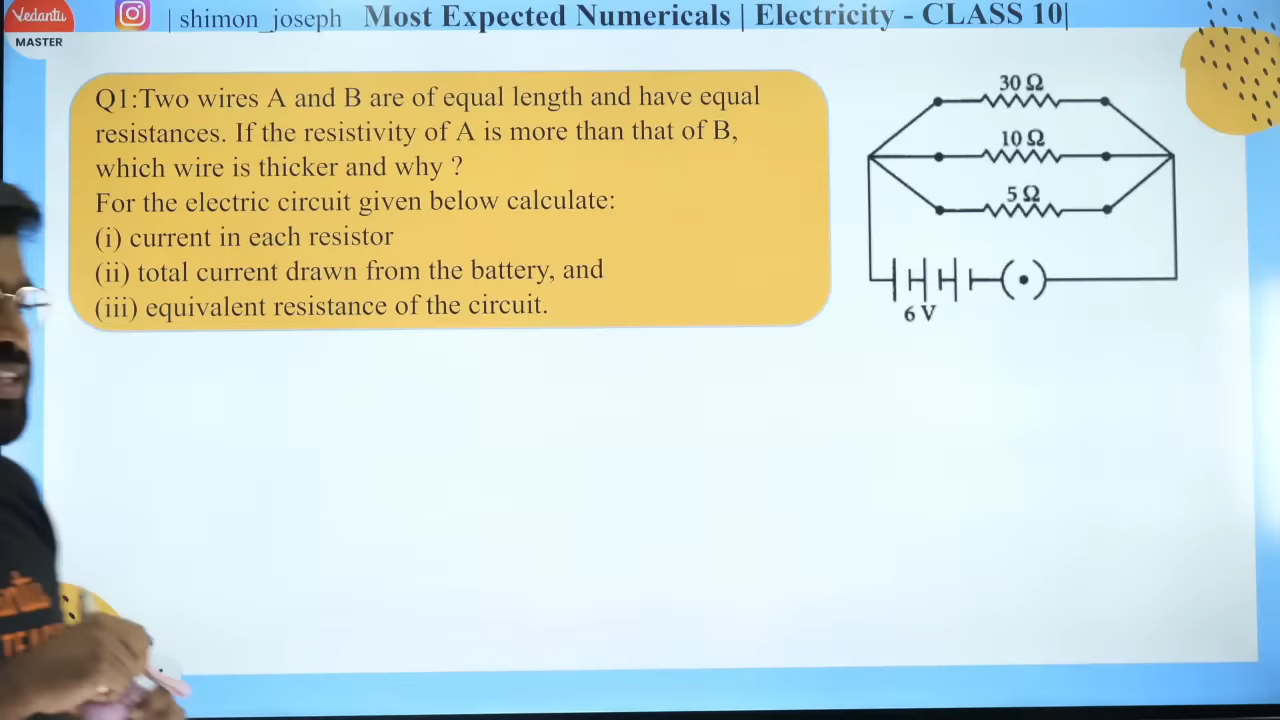 Vedantu
MASTER
| shimon_joseph Most Expected Numericals | Electricity - CLASS 10|
Q1:Two wires A and B are of equal length and have equal
resistances. If the resistivity of A is more than that of B,
which wire is thicker and why ?
For the electric circuit given below calculate:
(i) current in each resistor
(ii) total current drawn from the battery, and
(iii) equivalent resistance of the circuit.
30 Ω
10 Ω
5 Ω
6 V